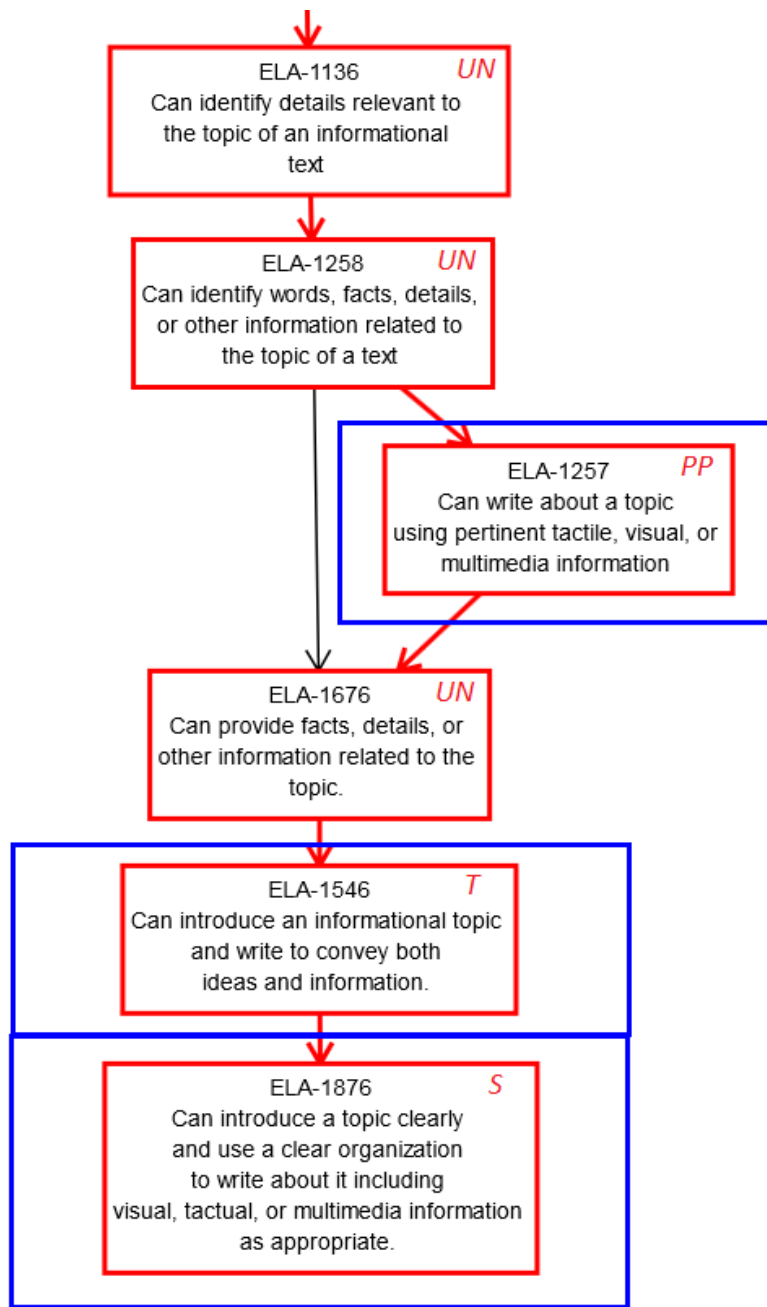 ELA-1136 UN
Can identify details relevant to
the topic of an informational
text
ELA-1258 UN
Can identify words, facts, details,
or other information related to
the topic of a text
ELA-1257 PP
Can write about a topic
using pertinent tactile, visual, or
multimedia information
ELA-1676 UN
Can provide facts, details, or
other information related to the
topic.
ELA-1546 T
Can introduce an informational topic
and write to convey both
ideas and information.
ELA-1876 S
Can introduce a topic clearly
and use a clear organization
to write about it including
visual, tactual, or multimedia information
as appropriate.